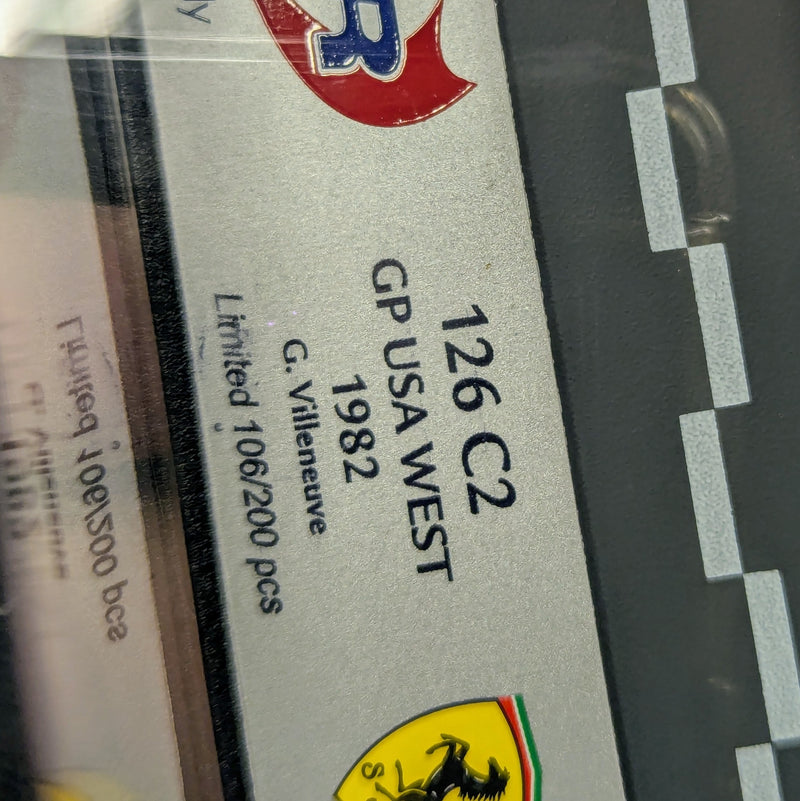 126 C2
GP USA WEST
1982
G. Villeneuve
Limited 106/200 pcs
R
S